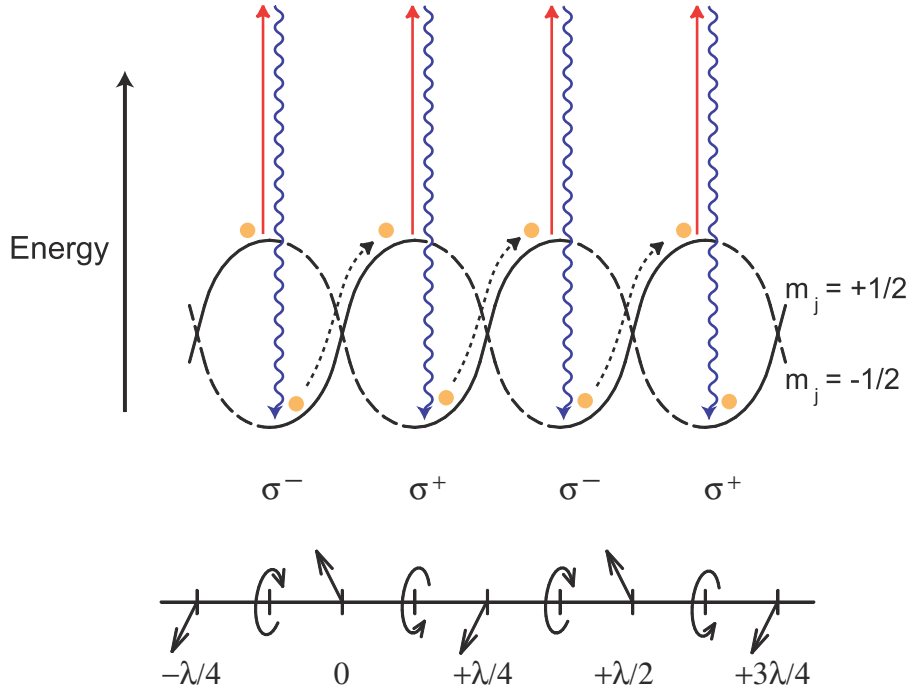 Energy
m j = +1/2
m j = -1/2
σ⁻ σ⁺ σ⁻ σ⁺
−λ/4 0 +λ/4 +λ/2 +3λ/4